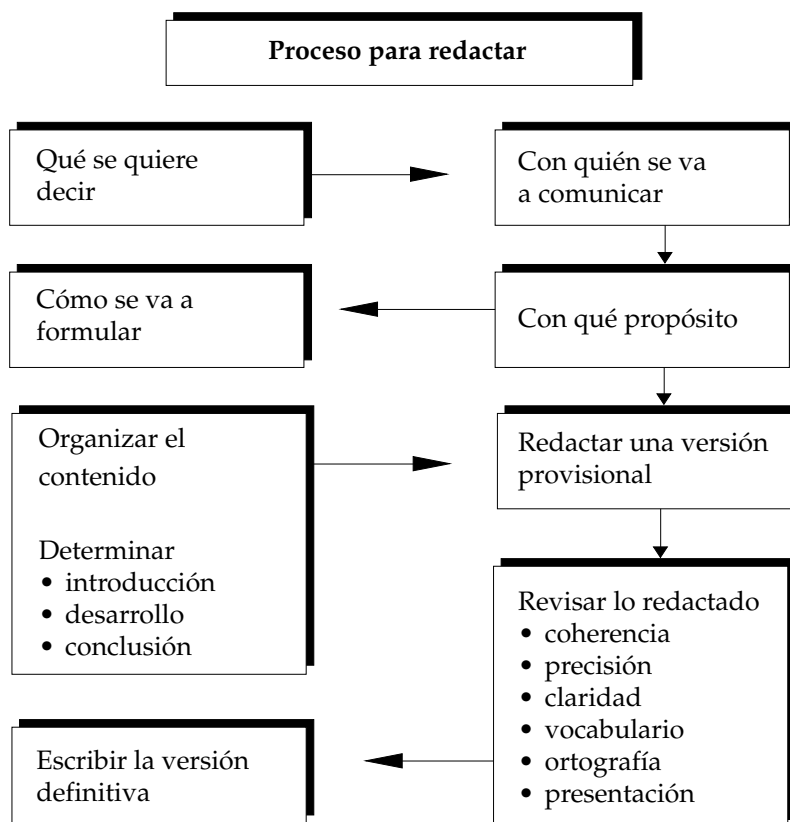 Proceso para redactar
Qué se quiere
decir
Con quién se va
a comunicar
Cómo se va a
formular
Con qué propósito
Organizar el
contenido
Determinar
• introducción
• desarrollo
• conclusión
Redactar una versión
provisional
Revisar lo redactado
• coherencia
• precisión
• claridad
• vocabulario
• ortografía
• presentación
Escribir la versión
definitiva